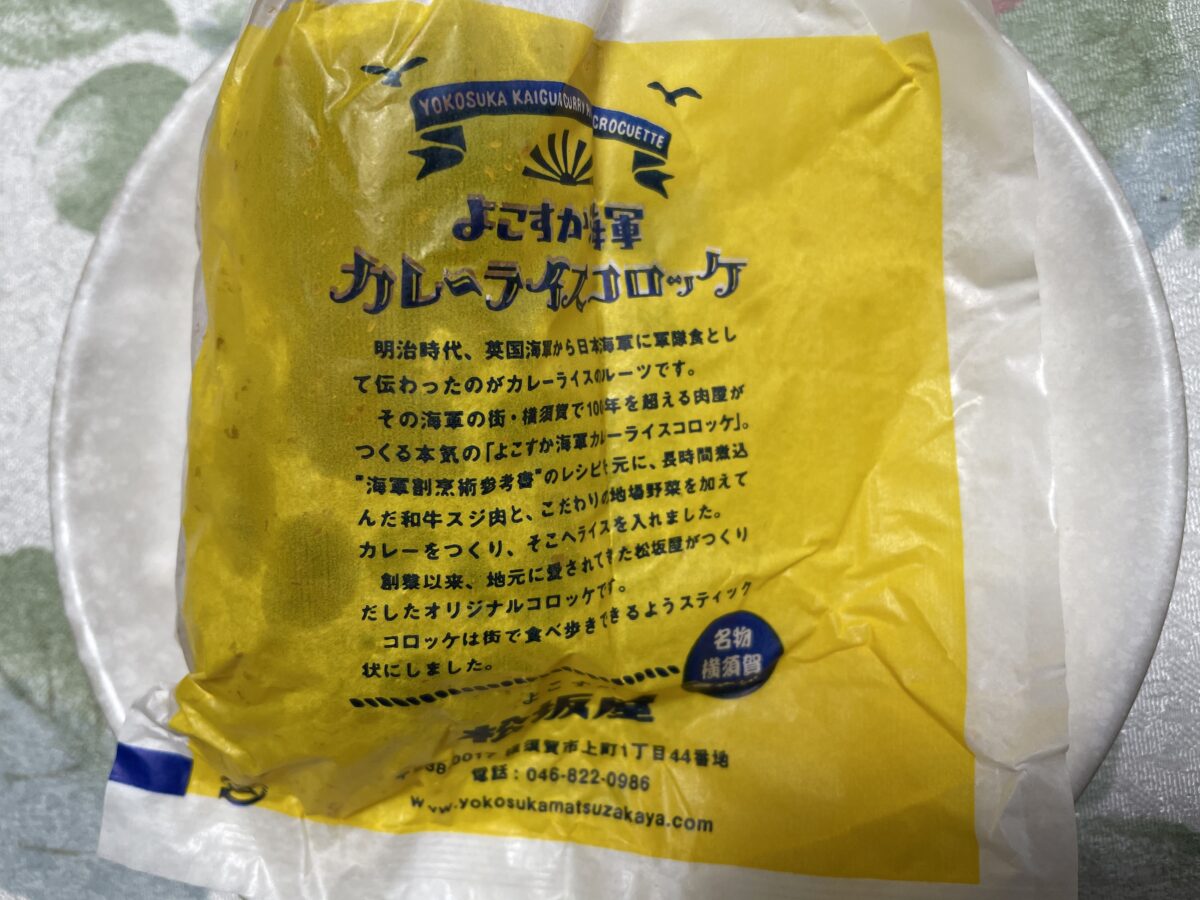 YOKOSUKA KAIGUN CURRY CROCUETTE
よこすか海軍
カレーライスコロッケ
明治時代、英国海軍から日本海軍に軍隊食とし
て伝わったのがカレーライスのルーツです。
その海軍の街・横須賀で100年を超える肉屋が
つくる本気の「よこすか海軍カレーライスコロッケ」。
"海軍割烹術参考書"のレシピを元に、長時間煮込
んだ和牛スジ肉と、こだわりの地場野菜を加えて
カレーをつくり、そこへライスを入れました。
創業以来、地元に愛されてきた松坂屋がつくり
だしたオリジナルコロッケです。
コロッケは街で食べ歩きできるようスティック
状にしました。
名物
横須賀
よこす
松坂屋
横須賀市上町1丁目44番地
電話:046-822-0986
www.yokosukamatsuzakaya.com